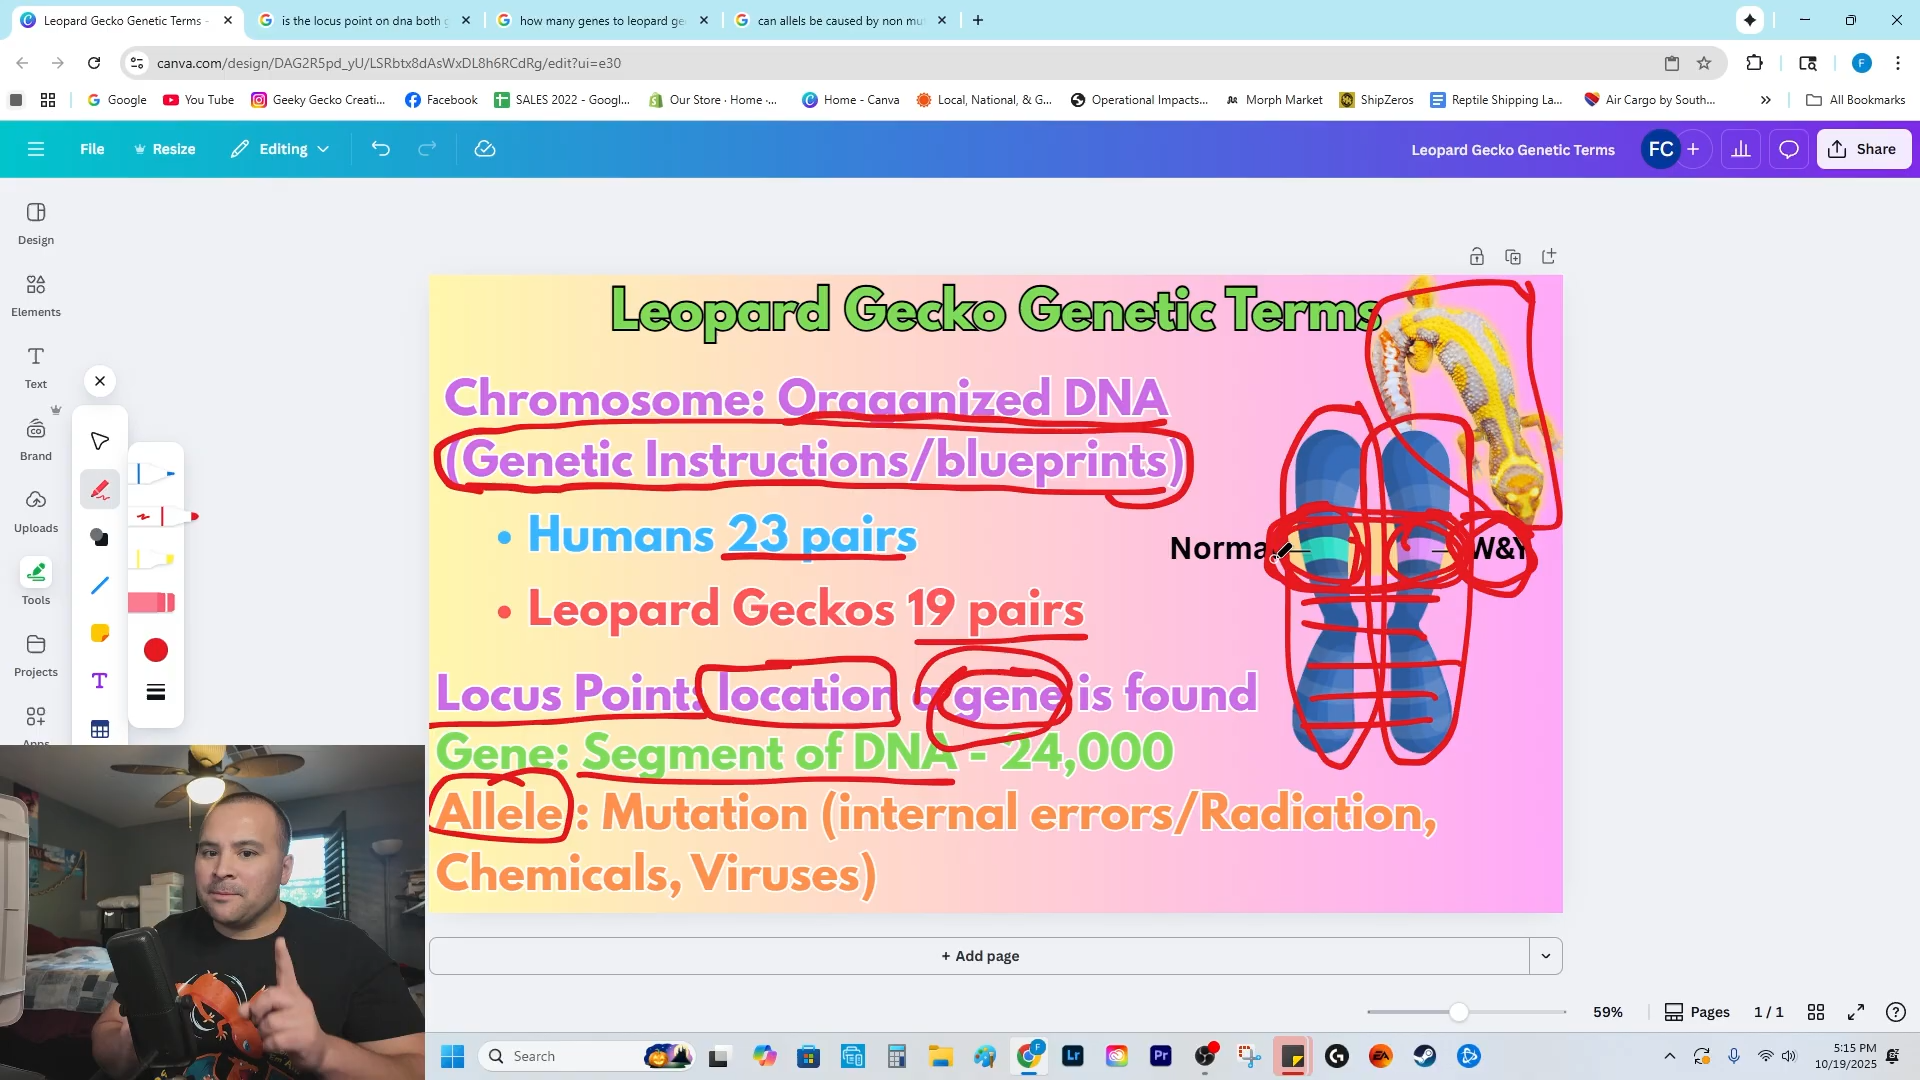 Leopard Gecko Genetic Terms -
is the locus point on dna both g
how many genes to leopard ge
can allels be caused by non mu
canva.com/design/DAG2R5pd_yU/LSRbtx8dAsWxDL8h6RCdRg/edit?ui=e30
F
Google
You Tube
Geeky Gecko Creati...
Facebook
SALES 2022 - Googl...
Our Store · Home ·...
Home - Canva
Local, National, & G...
Operational Impacts...
Morph Market
ShipZeros
Reptile Shipping La...
Air Cargo by South...
All Bookmarks
File
Resize
Editing
Leopard Gecko Genetic Terms
FC
Share
Design
Elements
Text
Brand
Uploads
Tools
Projects
Apps
Leopard Gecko Genetic Terms
Chromosome: Oraganized DNA
(Genetic Instructions/blueprints)
• Humans 23 pairs
• Leopard Geckos 19 pairs
Normal
W&Y
Locus Point: location a gene is found
Gene: Segment of DNA - 24,000
Allele : Mutation (internal errors/Radiation,
Chemicals, Viruses)
+ Add page
59%
Pages
1 / 1
Search
Lr
Pr
EA
5:15 PM
10/19/2025